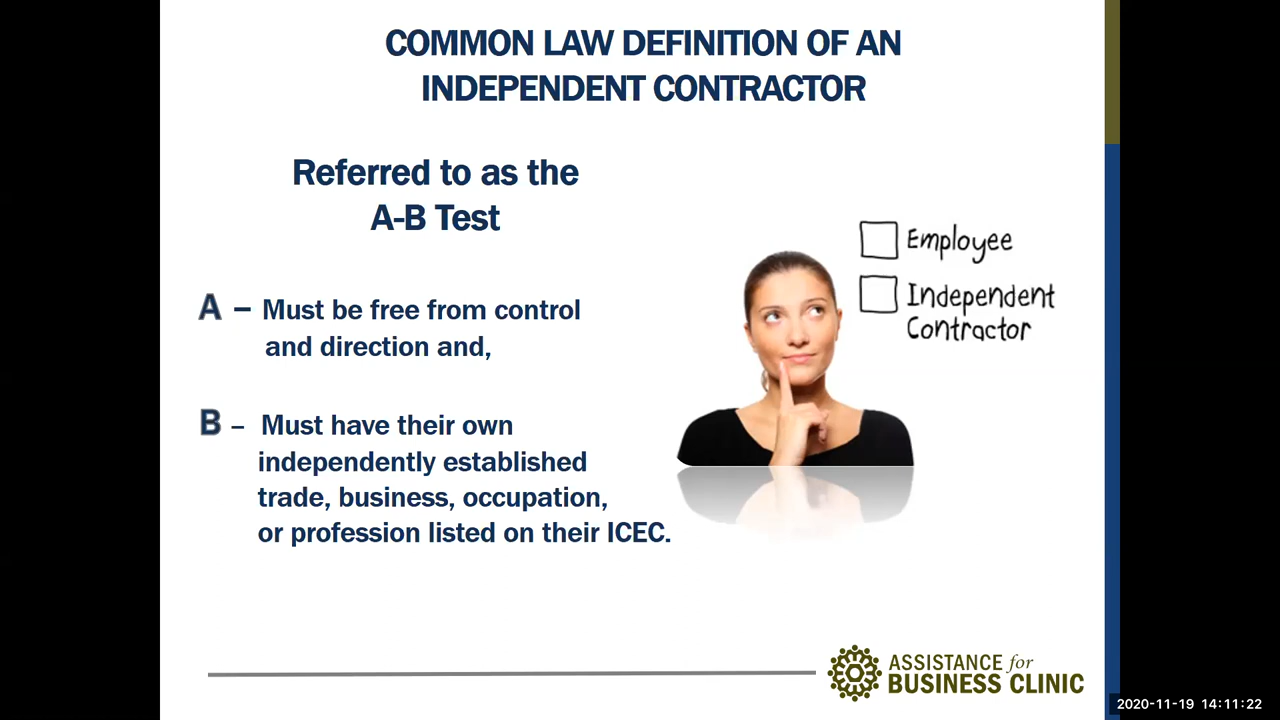 COMMON LAW DEFINITION OF AN
INDEPENDENT CONTRACTOR
Referred to as the
A-B Test
A – Must be free from control
and direction and,
B – Must have their own
independently established
trade, business, occupation,
or profession listed on their ICEC.
Employee
Independent
Contractor
ASSISTANCE for
BUSINESS CLINIC
2020-11-19 14:11:22